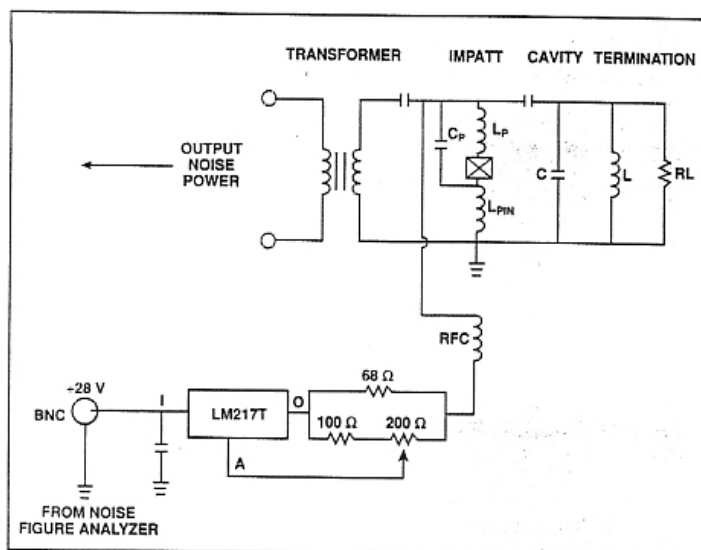 TRANSFORMER IMPATT CAVITY TERMINATION
OUTPUT
NOISE
POWER
CP
LP
LPIN
C
L
RL
RFC
+28 V
BNC
I
LM217T
O
68 Ω
100 Ω
200 Ω
A
FROM NOISE
FIGURE ANALYZER